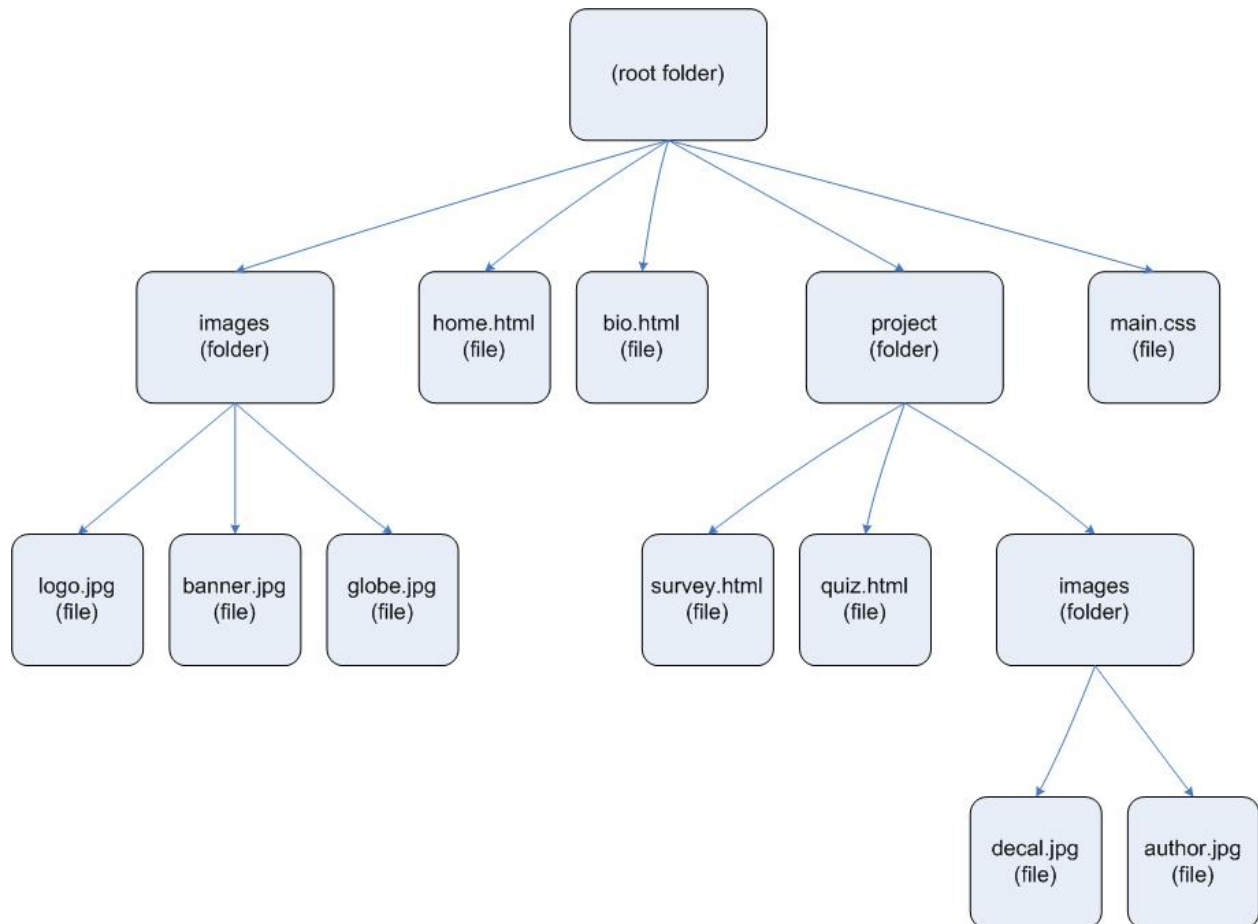 (root folder)
images
(folder)
home.html
(file)
bio.html
(file)
project
(folder)
main.css
(file)
logo.jpg
(file)
banner.jpg
(file)
globe.jpg
(file)
survey.html
(file)
quiz.html
(file)
images
(folder)
decal.jpg
(file)
author.jpg
(file)